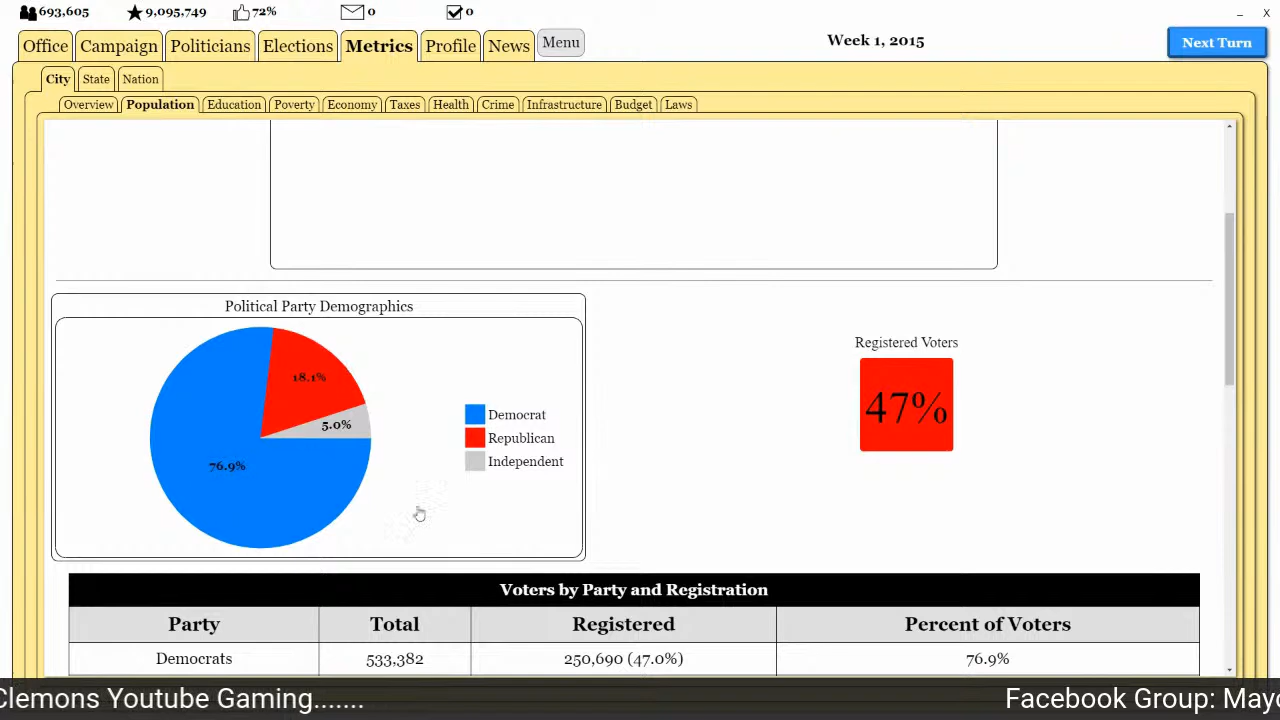 693,605 9,095,749 72% 0 0
Office Campaign Politicians Elections Metrics Profile News Menu Week 1, 2015 Next Turn
City State Nation
Overview Population Education Poverty Economy Taxes Health Crime Infrastructure Budget Laws
Political Party Demographics
Registered Voters
18.1%
47%
Democrat
5.0%
Republican
Independent
76.9%
Voters by Party and Registration
Party Total Registered Percent of Voters
Democrats 533,382 250,690 (47.0%) 76.9%
Clemons Youtube Gaming....... Facebook Group: Mayo